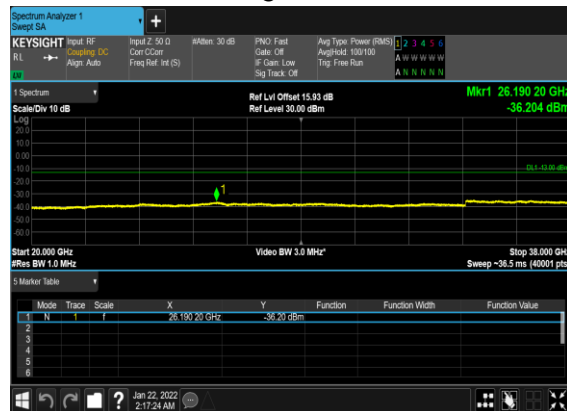 Spectrum Analyzer 1
Swept SA
+
KEYSIGHT Input: RF Input Z: 50 Ω #Atten: 30 dB PNO: Fast Avg Type: Power (RMS) 1 2 3 4 5 6
RL Coupling: DC Corr CCorr Gate: Off Avg|Hold: 100/100 A W W W W W
Align: Auto Freq Ref: Int (S) IF Gain: Low Trig: Free Run
LW Sig Track: Off A N N N N N
1 Spectrum Ref Lvl Offset 15.93 dB Mkr1 26.190 20 GHz
Scale/Div 10 dB Ref Level 30.00 dBm -36.204 dBm
Log
20.0
10.0
0.00
-10.0 DL1 -13.00 dBm
-20.0
-30.0 1
-40.0
-50.0
-60.0
Start 20.000 GHz Video BW 3.0 MHz* Stop 38.000 GHz
#Res BW 1.0 MHz Sweep ~36.5 ms (40001 pts)
5 Marker Table
Mode Trace Scale X Y Function Function Width Function Value
1 N 1 f 26.190 20 GHz -36.20 dBm
2
3
4
5
6
? Jan 22, 2022
2:17:24 AM